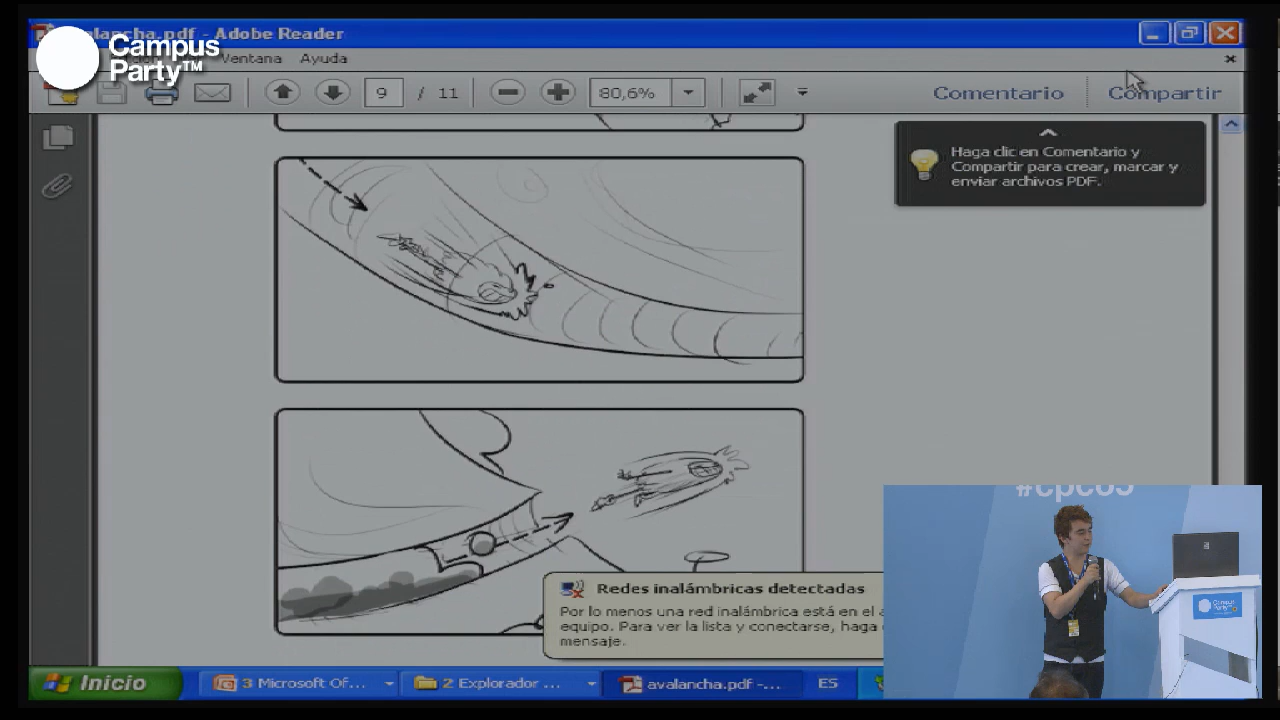 Campus
Party™
avalancha.pdf - Adobe Reader
Ventana Ayuda
9 / 11
80,6%
Comentario
Compartir
Haga clic en Comentario y
Compartir para crear, marcar y
enviar archivos PDF.
#cpco5
Campus
Party
Redes inalámbricas detectadas
Por lo menos una red inalámbrica está en el
equipo. Para ver la lista y conectarse, haga
mensaje.
Inicio
3 Microsoft Of...
2 Explorador ...
avalancha.pdf -...
ES